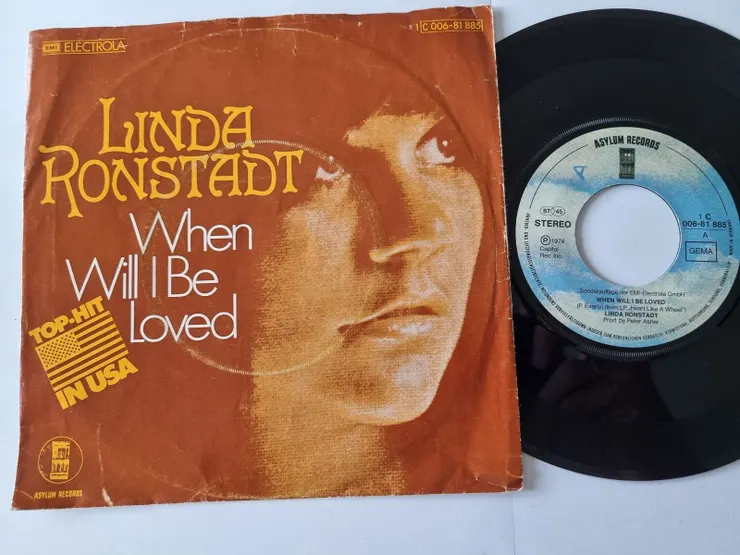 EMI ELECTROLA
1 C 006-81 885
LINDA
RONSTADT
When
Will I Be
Loved
TOP-HIT
IN USA
ASYLUM RECORDS
ASYLUM RECORDS
ST 45
STEREO
℗ 1974
Capitol
Rec. Inc.
1 C
006-81 885
A
GEMA
Sonderauflage der EMI-Electrola GmbH
WHEN WILL I BE LOVED
(P. Everly) (from LP „Heart Like A Wheel")
LINDA RONSTADT
Prod. by Peter Asher